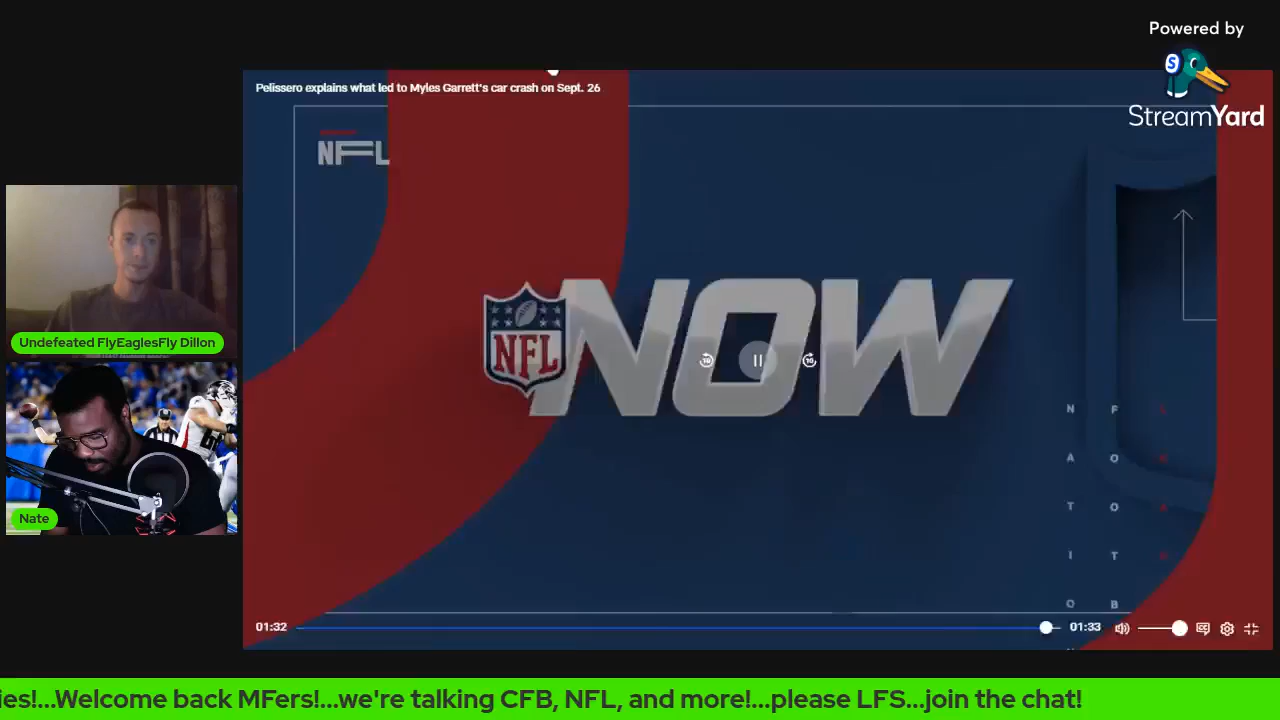 Powered by
StreamYard
Pelissero explains what led to Myles Garrett's car crash on Sept. 26
NFL
NFL
NOW
Undefeated FlyEaglesFly Dillon
Nate
N F L
A O
T O
I T
O B
01:32
01:33
ies!...Welcome back MFers!...we're talking CFB, NFL, and more!...please LFS...join the chat!